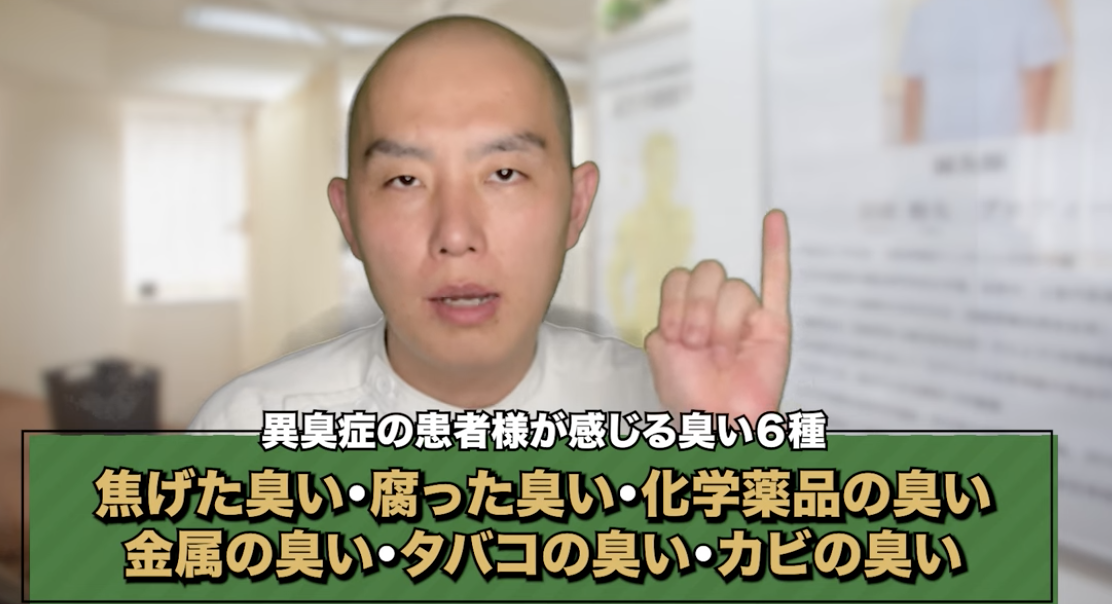 異臭症の患者様が感じる臭い6種
焦げた臭い・腐った臭い・化学薬品の臭い
金属の臭い・タバコの臭い・カビの臭い